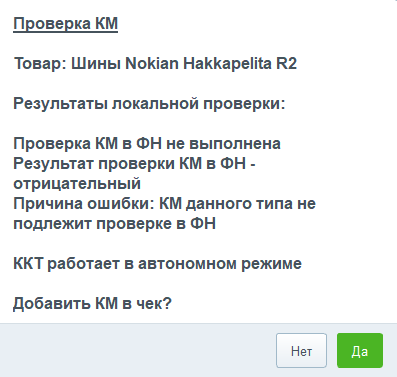 Проверка КМ
Товар: Шины Nokian Hakkapelita R2
Результаты локальной проверки:
Проверка КМ в ФН не выполнена
Результат проверки КМ в ФН -
отрицательный
Причина ошибки: КМ данного типа не
подлежит проверке в ФН
ККТ работает в автономном режиме
Добавить КМ в чек?
Нет
Да